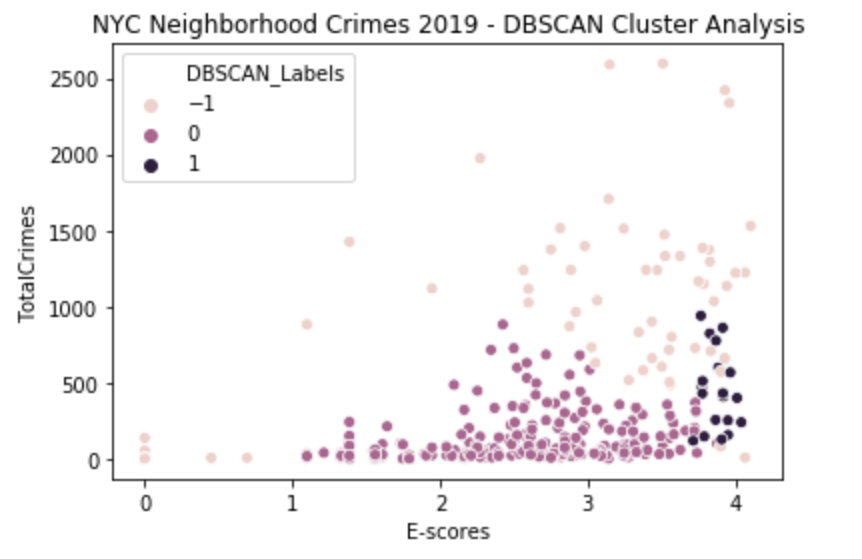 NYC Neighborhood Crimes 2019 - DBSCAN Cluster Analysis
DBSCAN_Labels
−1
0
1
2500
2000
1500
1000
500
0
TotalCrimes
0 1 2 3 4
E-scores